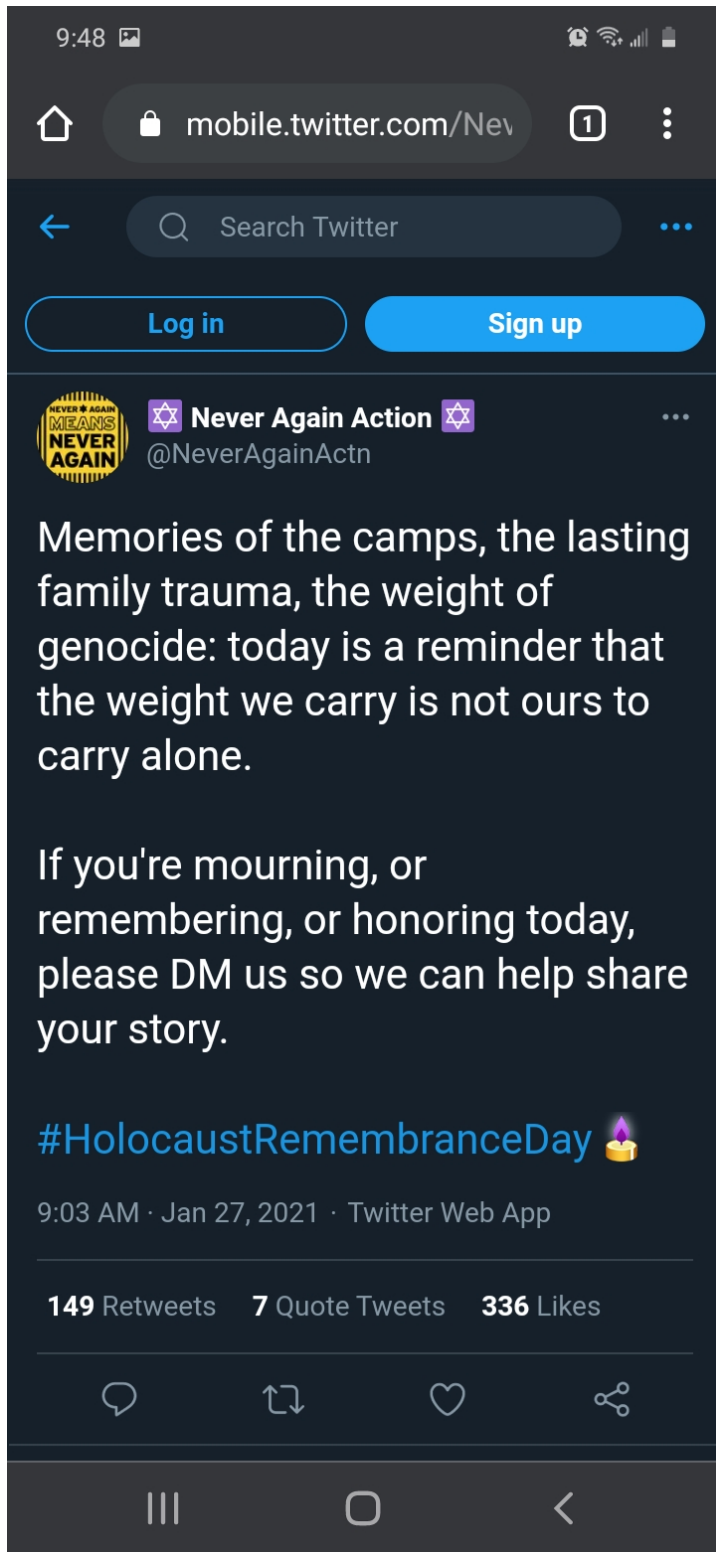 9:48
mobile.twitter.com/Nev
1
Search Twitter
Log in
Sign up
NEVER AGAIN
MEANS
NEVER
AGAIN
✡ Never Again Action ✡
@NeverAgainActn
Memories of the camps, the lasting
family trauma, the weight of
genocide: today is a reminder that
the weight we carry is not ours to
carry alone.
If you're mourning, or
remembering, or honoring today,
please DM us so we can help share
your story.
#HolocaustRemembranceDay
9:03 AM · Jan 27, 2021 · Twitter Web App
149 Retweets 7 Quote Tweets 336 Likes